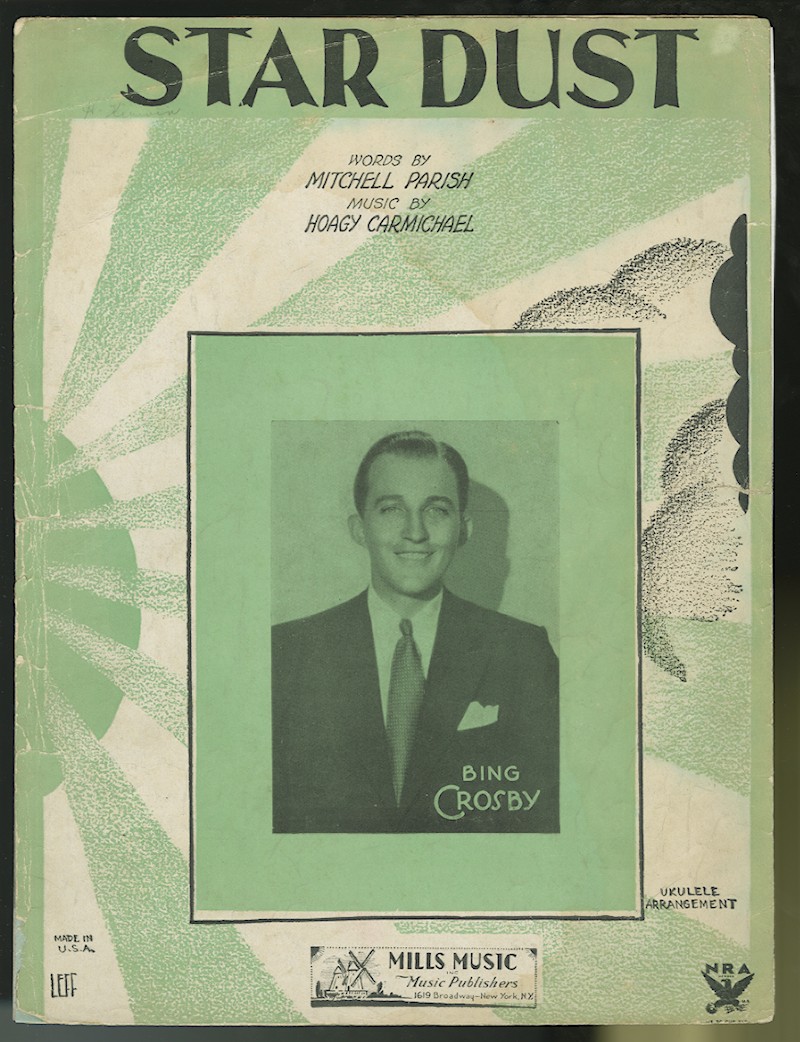 STAR DUST
WORDS BY
MITCHELL PARISH
MUSIC BY
HOAGY CARMICHAEL
BING
CROSBY
UKULELE
ARRANGEMENT
MADE IN
U.S.A.
LEFF
MILLS MUSIC
INC
Music Publishers
1619 Broadway-New York, N.Y.
NRA